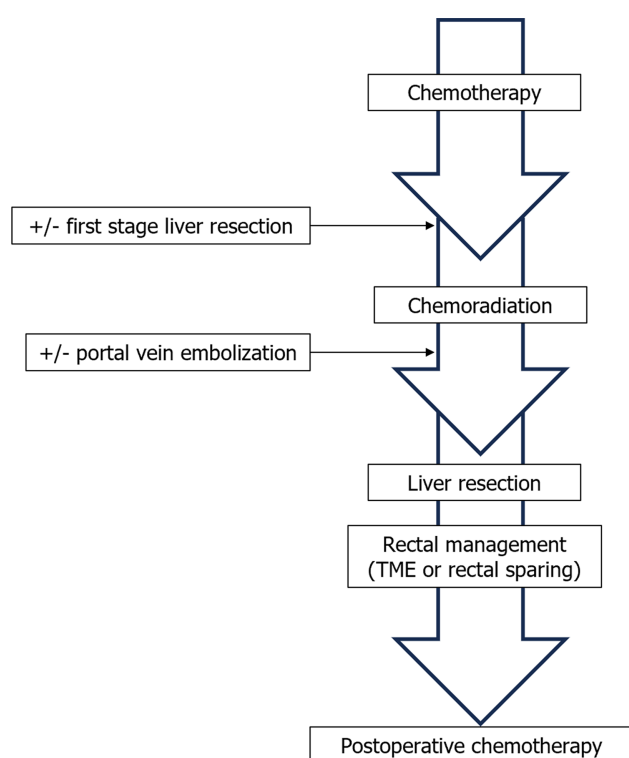 Chemotherapy
+/- first stage liver resection
Chemoradiation
+/- portal vein embolization
Liver resection
Rectal management
(TME or rectal sparing)
Postoperative chemotherapy